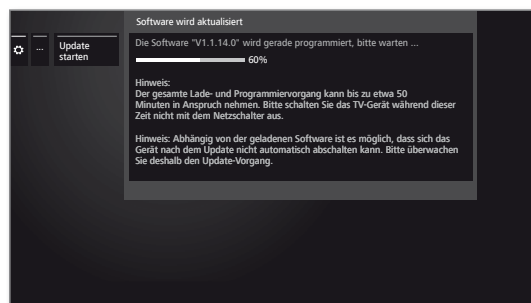 Software wird aktualisiert
... Update
starten
Die Software "V1.1.14.0" wird gerade programmiert, bitte warten ...
60%
Hinweis:
Der gesamte Lade- und Programmiervorgang kann bis zu etwa 50
Minuten in Anspruch nehmen. Bitte schalten Sie das TV-Gerät während dieser
Zeit nicht mit dem Netzschalter aus.
Hinweis: Abhängig von der geladenen Software ist es möglich, dass sich das
Gerät nach dem Update nicht automatisch abschalten kann. Bitte überwachen
Sie deshalb den Update-Vorgang.